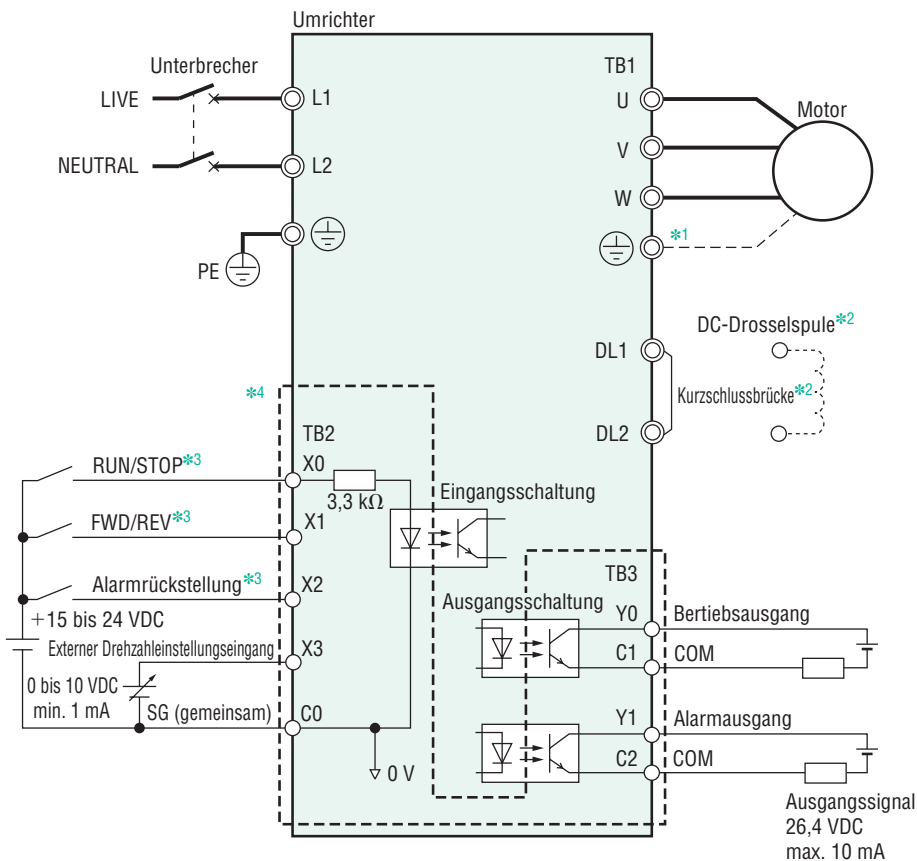 Umrichter
Unterbrecher
TB1
LIVE
L1
U
Motor
V
NEUTRAL
L2
W
*1
PE
DC-Drosselspule*2
DL1
Kurzschlussbrücke*2
*4
DL2
TB2
RUN/STOP*3
X0
3,3 kΩ
Eingangsschaltung
FWD/REV*3
X1
TB3
Alarmrückstellung*3
X2
Ausgangsschaltung
Y0
Bertiebsausgang
+15 bis 24 VDC
Externer Drehzahleinstellungseingang
X3
C1
COM
0 bis 10 VDC
min. 1 mA
SG (gemeinsam)
C0
Y1
Alarmausgang
0 V
C2
COM
Ausgangssignal
26,4 VDC
max. 10 mA